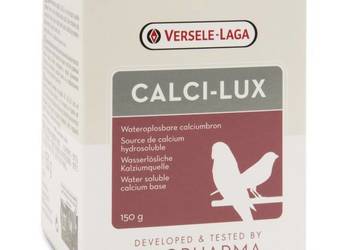 VERSELE-LAGA
CALCI-LUX
Wateroplosbare calciumbron
Source de calcium
hydrosoluble
Wasserlösliche
Kalziumquelle
Water soluble
calcium base
150 g
DEVELOPED & TESTED BY